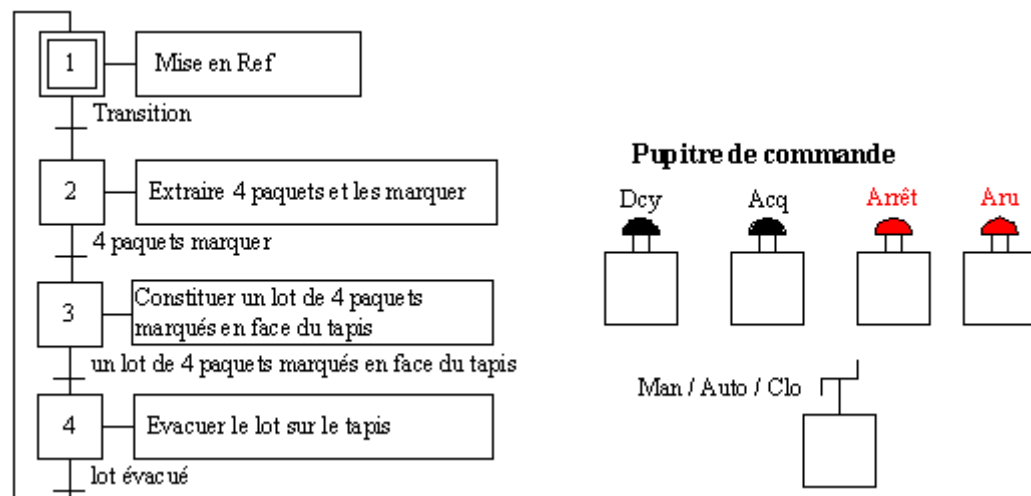 1
Mise en Ref
Transition
2
Extraire 4 paquets et les marquer
4 paquets marquer
3
Constituer un lot de 4 paquets
marqués en face du tapis
un lot de 4 paquets marqués en face du tapis
4
Evacuer le lot sur le tapis
lot évacué
Pupitre de commande
Dcy
Acq
Arrêt
Aru
Man / Auto / Clo